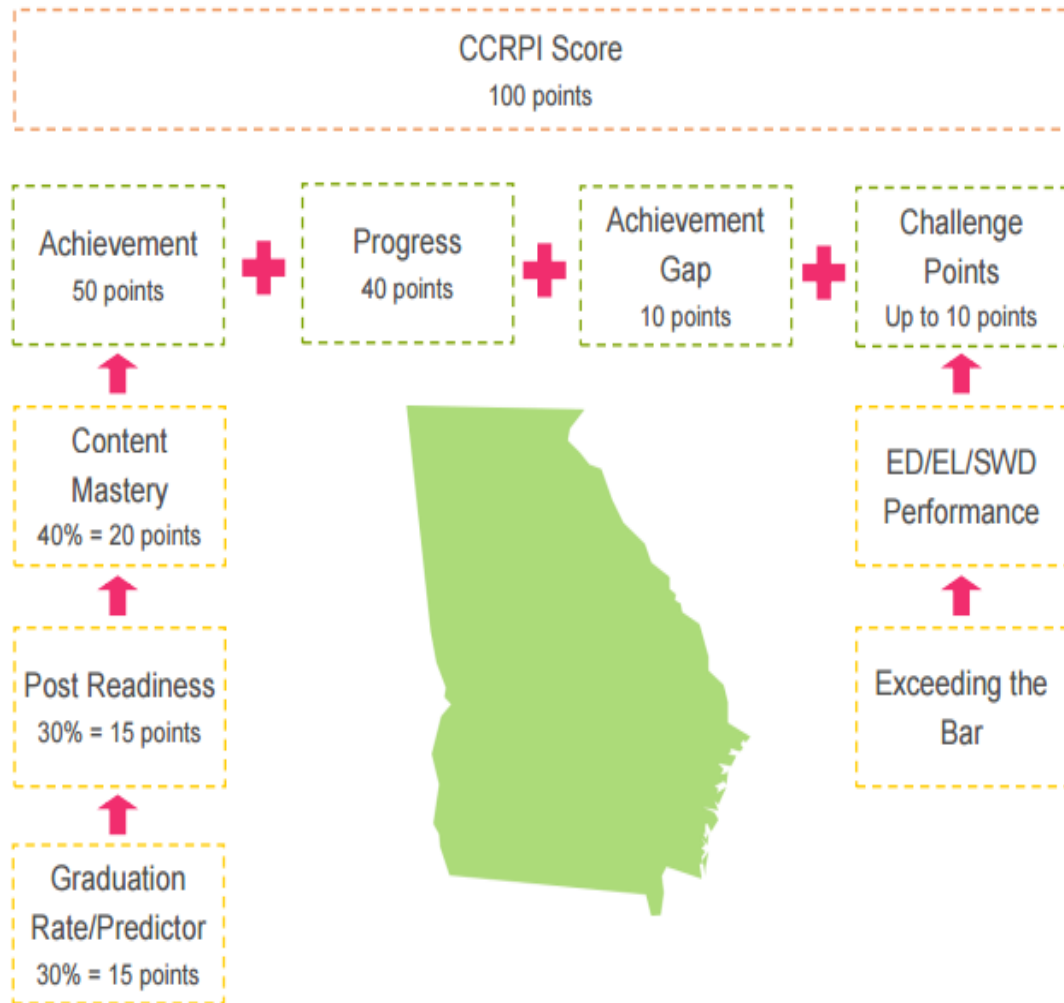 CCRPI Score
100 points
Achievement
50 points
Progress
40 points
Achievement
Gap
10 points
Challenge
Points
Up to 10 points
Content
Mastery
40% = 20 points
ED/EL/SWD
Performance
Post Readiness
30% = 15 points
Exceeding the
Bar
Graduation
Rate/Predictor
30% = 15 points